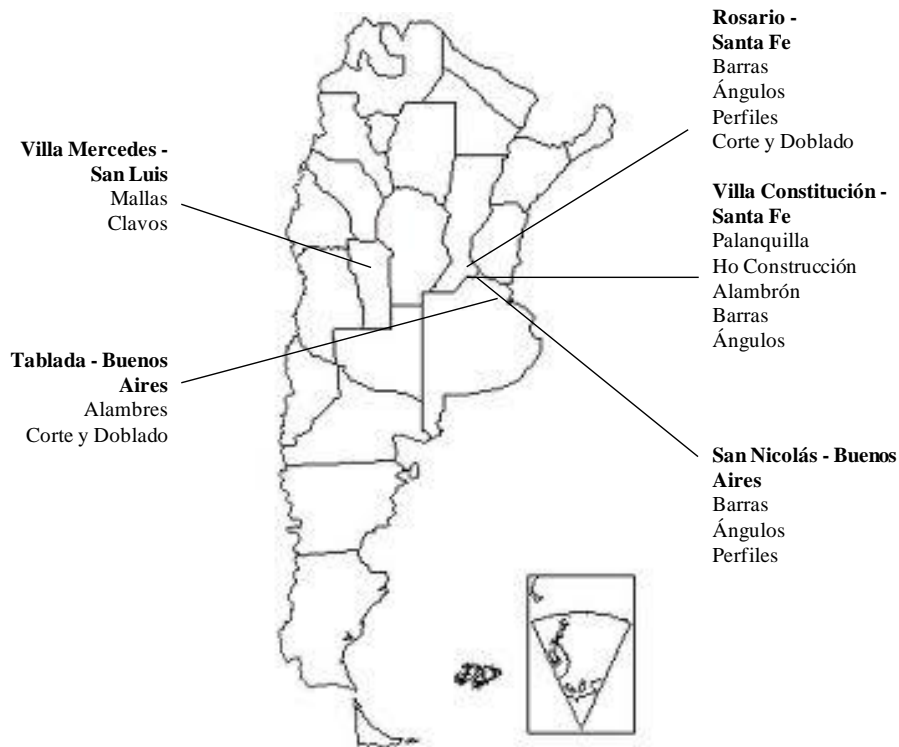 Rosario -
Santa Fe
Barras
Ángulos
Perfiles
Corte y Doblado
Villa Mercedes -
San Luis
Mallas
Clavos
Villa Constitución -
Santa Fe
Palanquilla
Ho Construcción
Alambrón
Barras
Ángulos
Tablada - Buenos
Aires
Alambres
Corte y Doblado
San Nicolás - Buenos
Aires
Barras
Ángulos
Perfiles